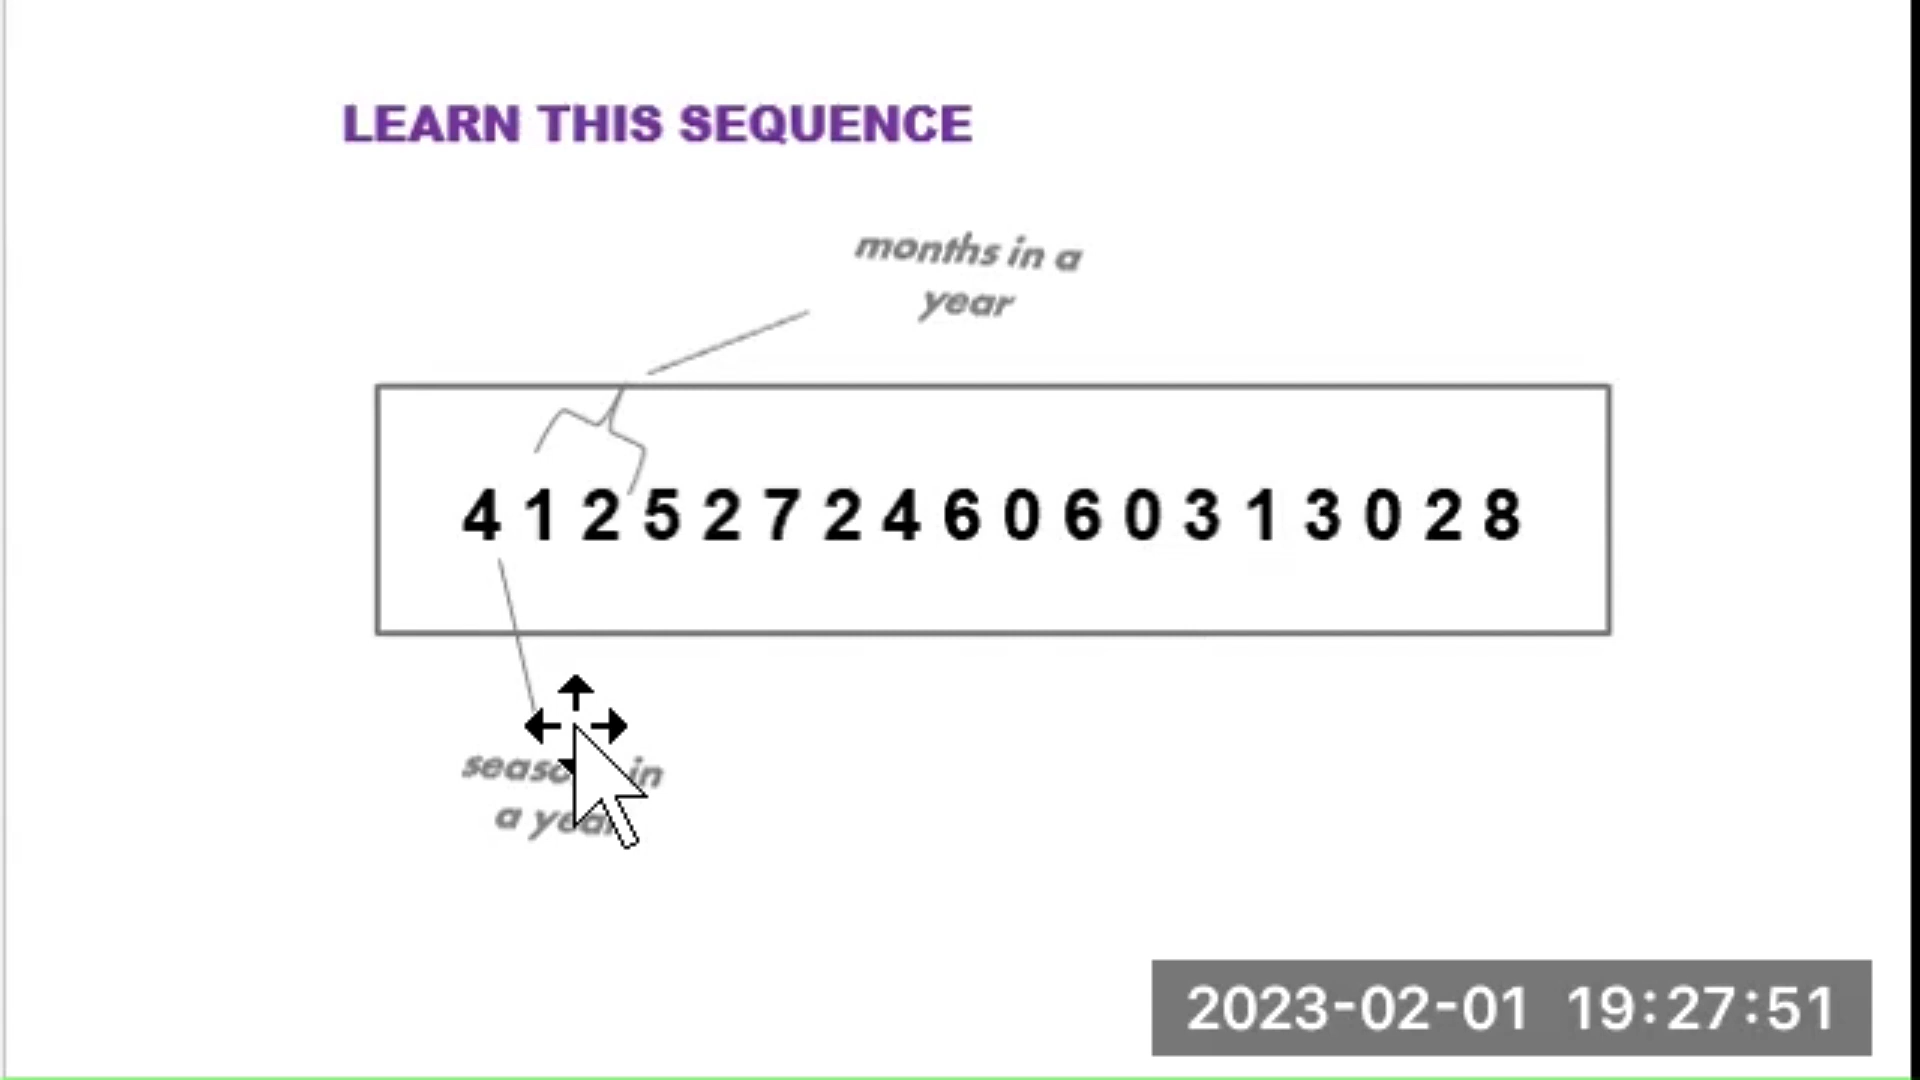 LEARN THIS SEQUENCE
months in a
year
4 1 2 5 2 7 2 4 6 0 6 0 3 1 3 0 2 8
in
a
2023-02-01 19:27:51